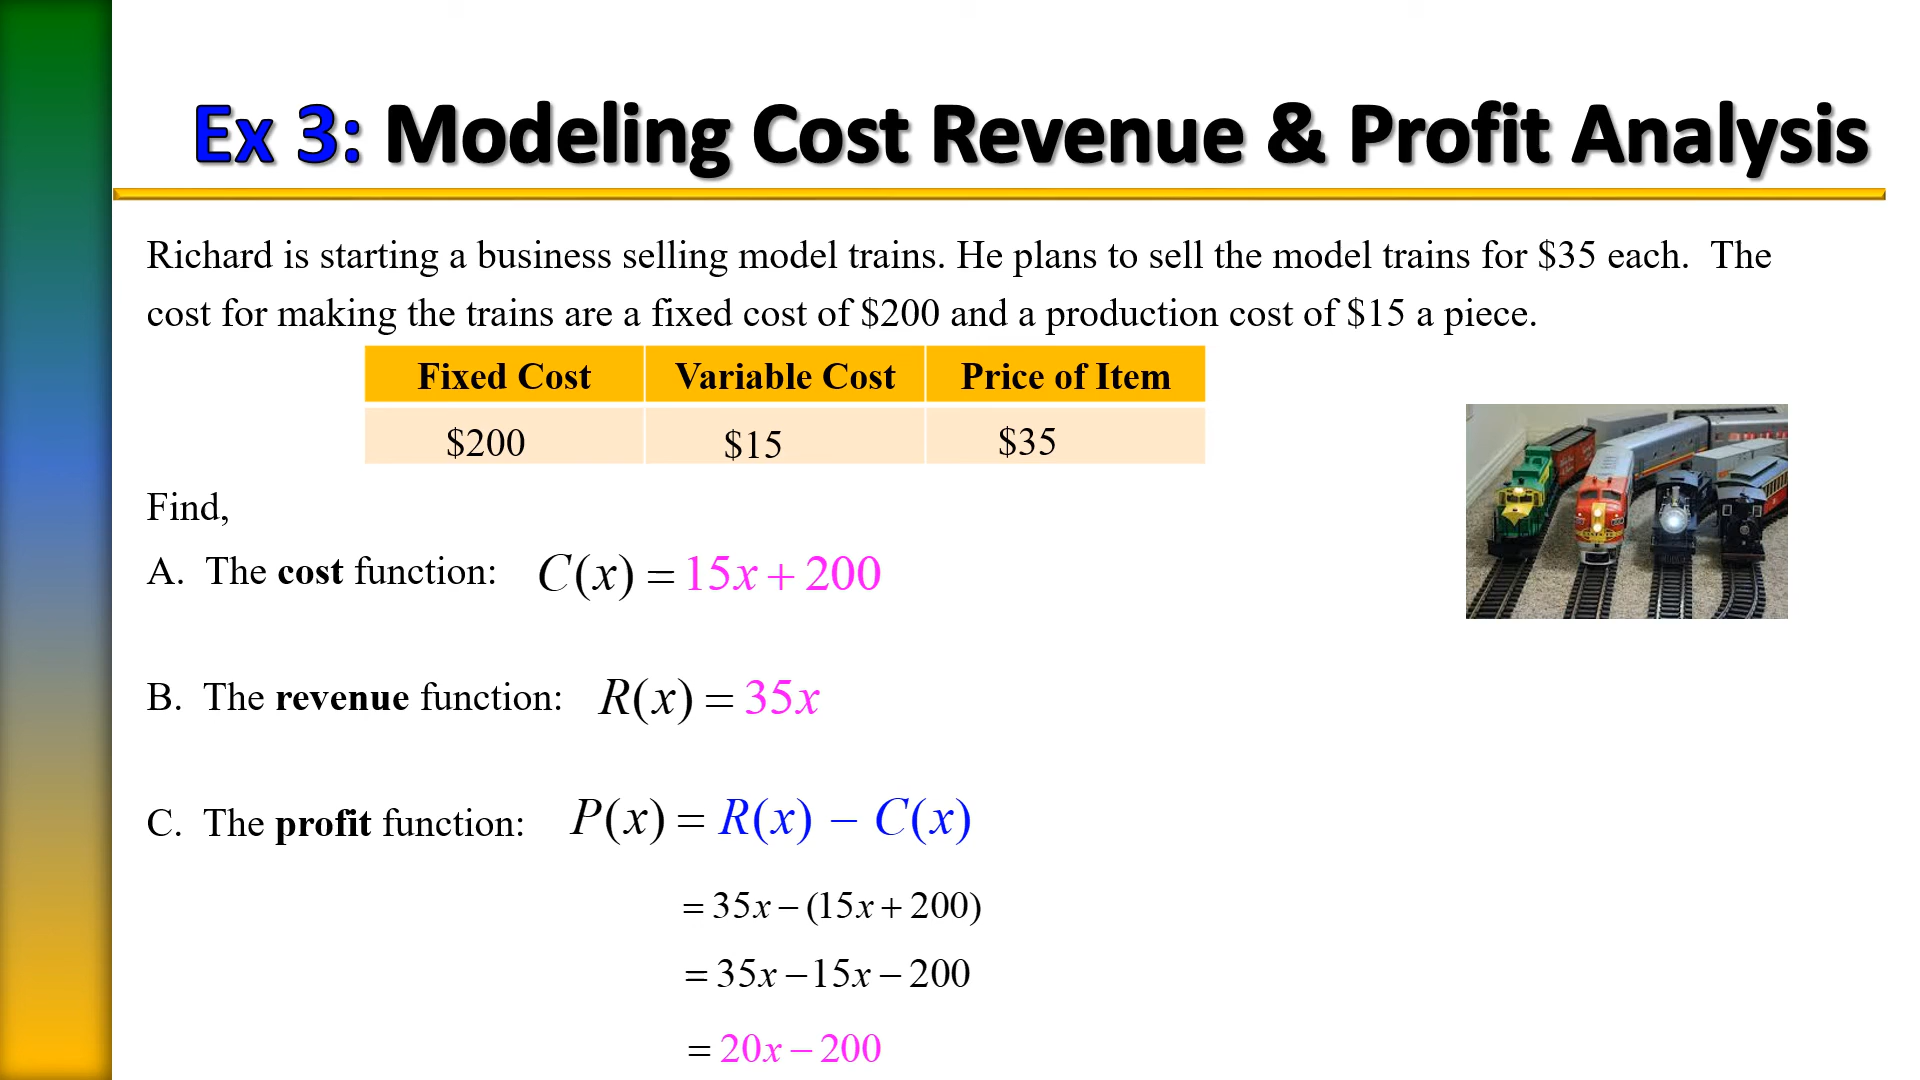 Ex 3: Modeling Cost Revenue & Profit Analysis
Richard is starting a business selling model trains. He plans to sell the model trains for $35 each. The
cost for making the trains are a fixed cost of $200 and a production cost of $15 a piece.
Fixed Cost Variable Cost Price of Item
$200 $15 $35
Find,
A. The cost function: C(x) = 15x + 200
B. The revenue function: R(x) = 35x
C. The profit function: P(x) = R(x) − C(x)
= 35x − (15x + 200)
= 35x − 15x − 200
= 20x − 200